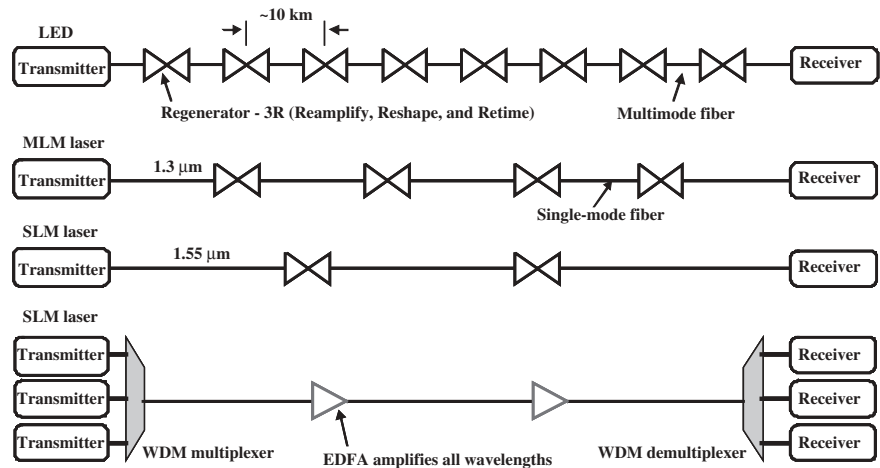 ~10 km
LED
Transmitter
Receiver
Regenerator - 3R (Reamplify, Reshape, and Retime)
Multimode fiber
MLM laser
1.3 μm
Transmitter
Receiver
Single-mode fiber
SLM laser
1.55 μm
Transmitter
Receiver
SLM laser
Transmitter
Receiver
Transmitter
Receiver
Transmitter
Receiver
WDM multiplexer
EDFA amplifies all wavelengths
WDM demultiplexer